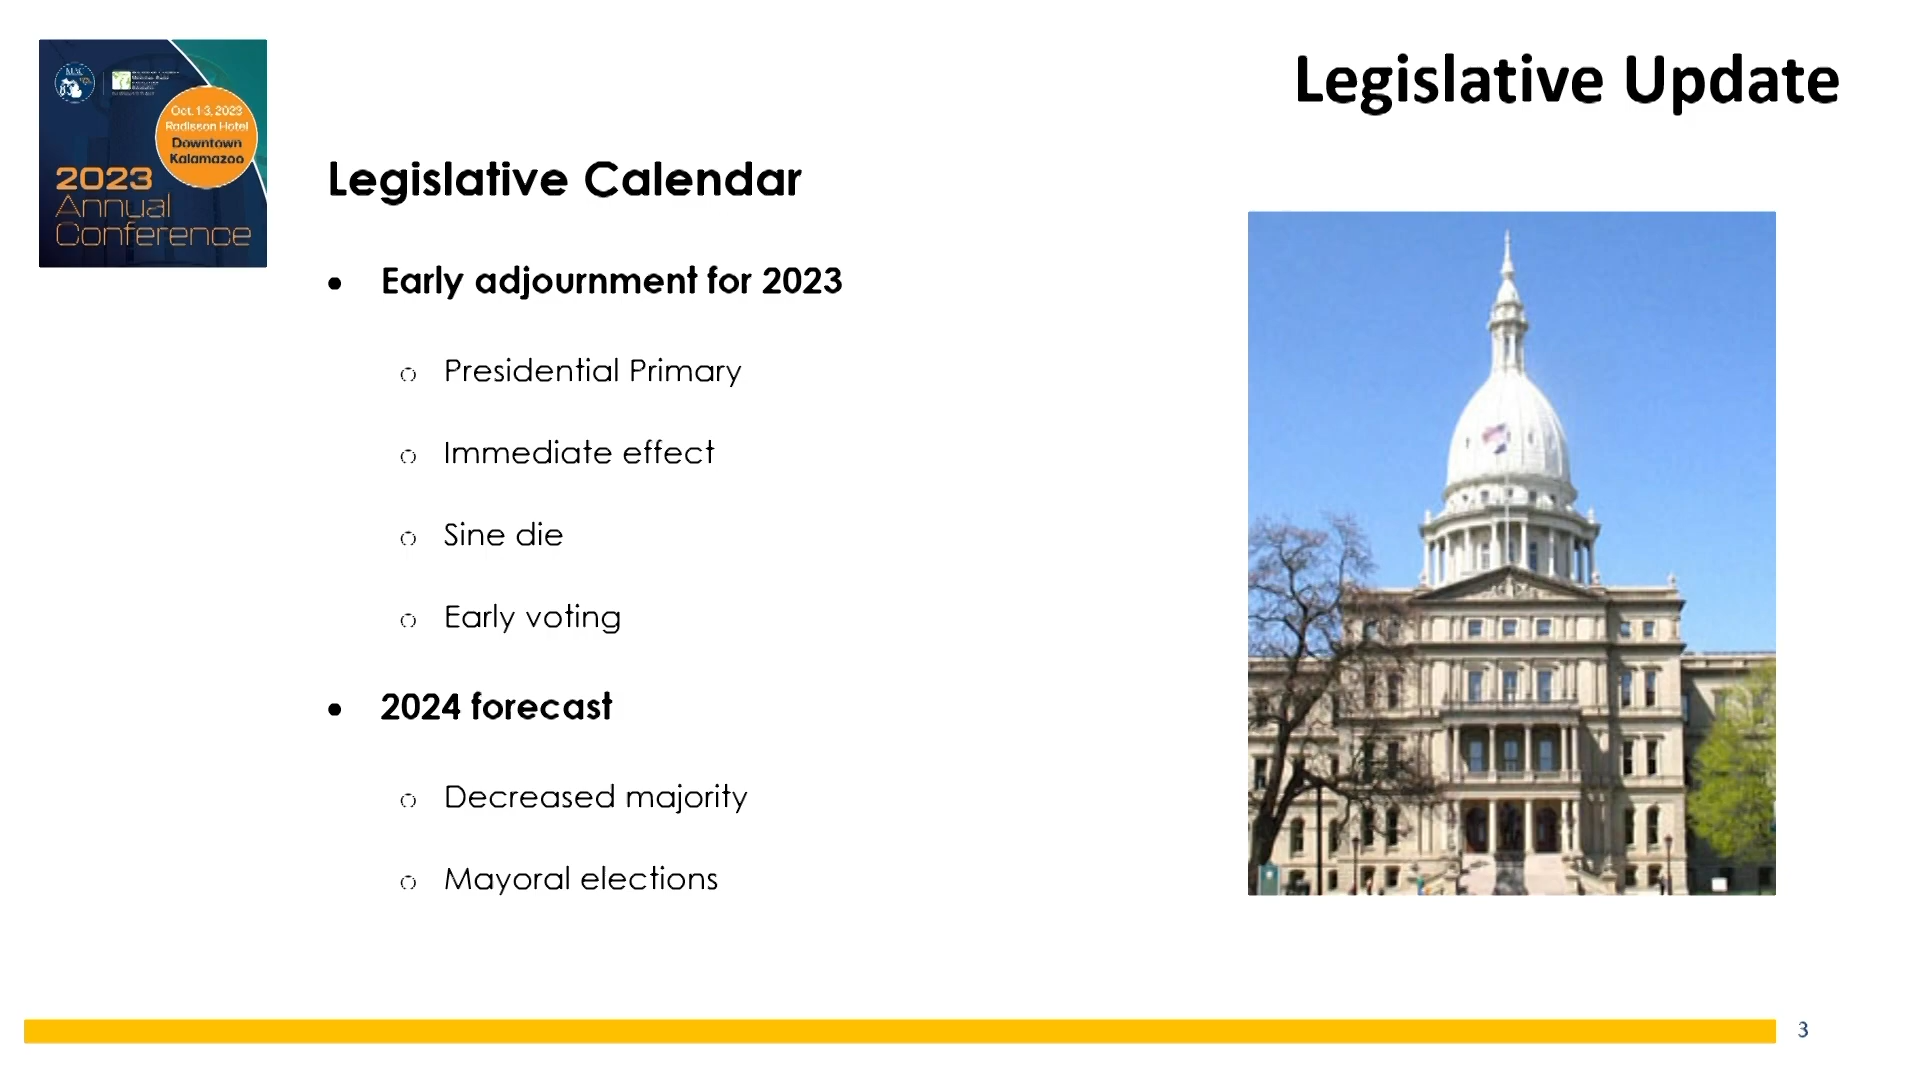 Legislative Update
Oct. 1-3, 2023
Radisson Hotel
Downtown
Kalamazoo
2023
Annual
Conference
Legislative Calendar
• Early adjournment for 2023
○ Presidential Primary
○ Immediate effect
○ Sine die
○ Early voting
• 2024 forecast
○ Decreased majority
○ Mayoral elections
3